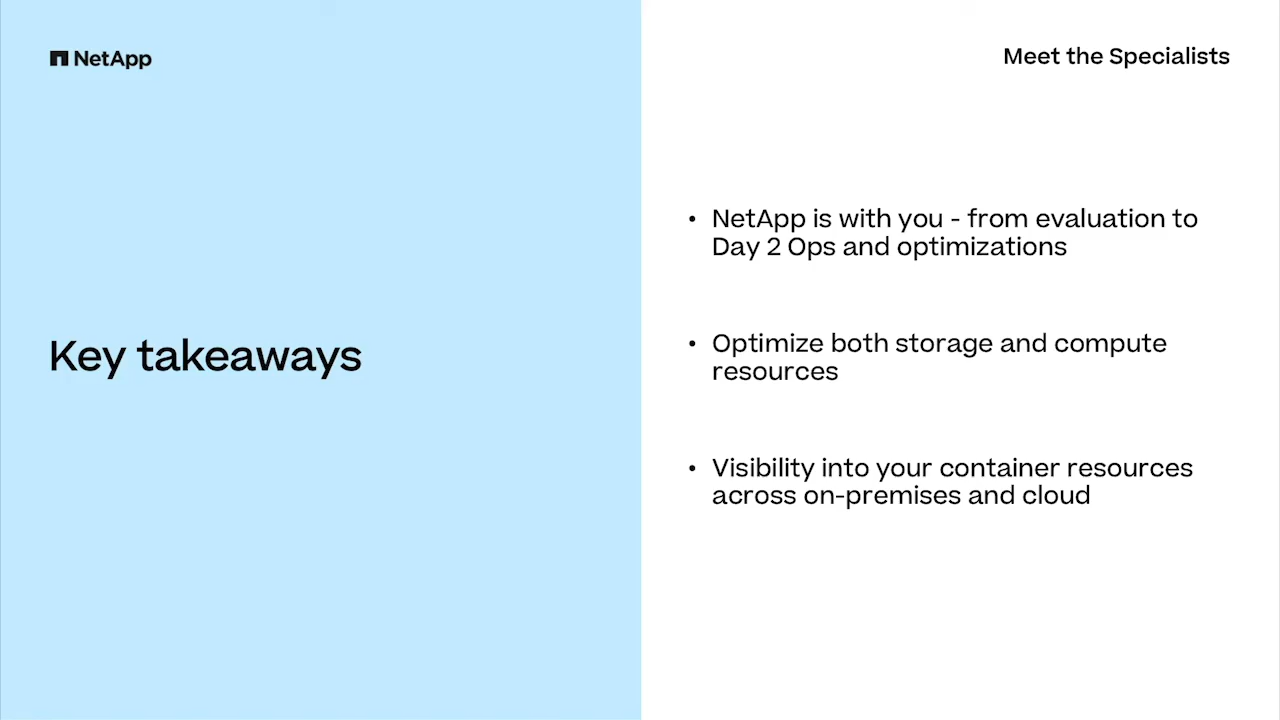 NetApp
Meet the Specialists
Key takeaways
• NetApp is with you - from evaluation to
Day 2 Ops and optimizations
• Optimize both storage and compute
resources
• Visibility into your container resources
across on-premises and cloud